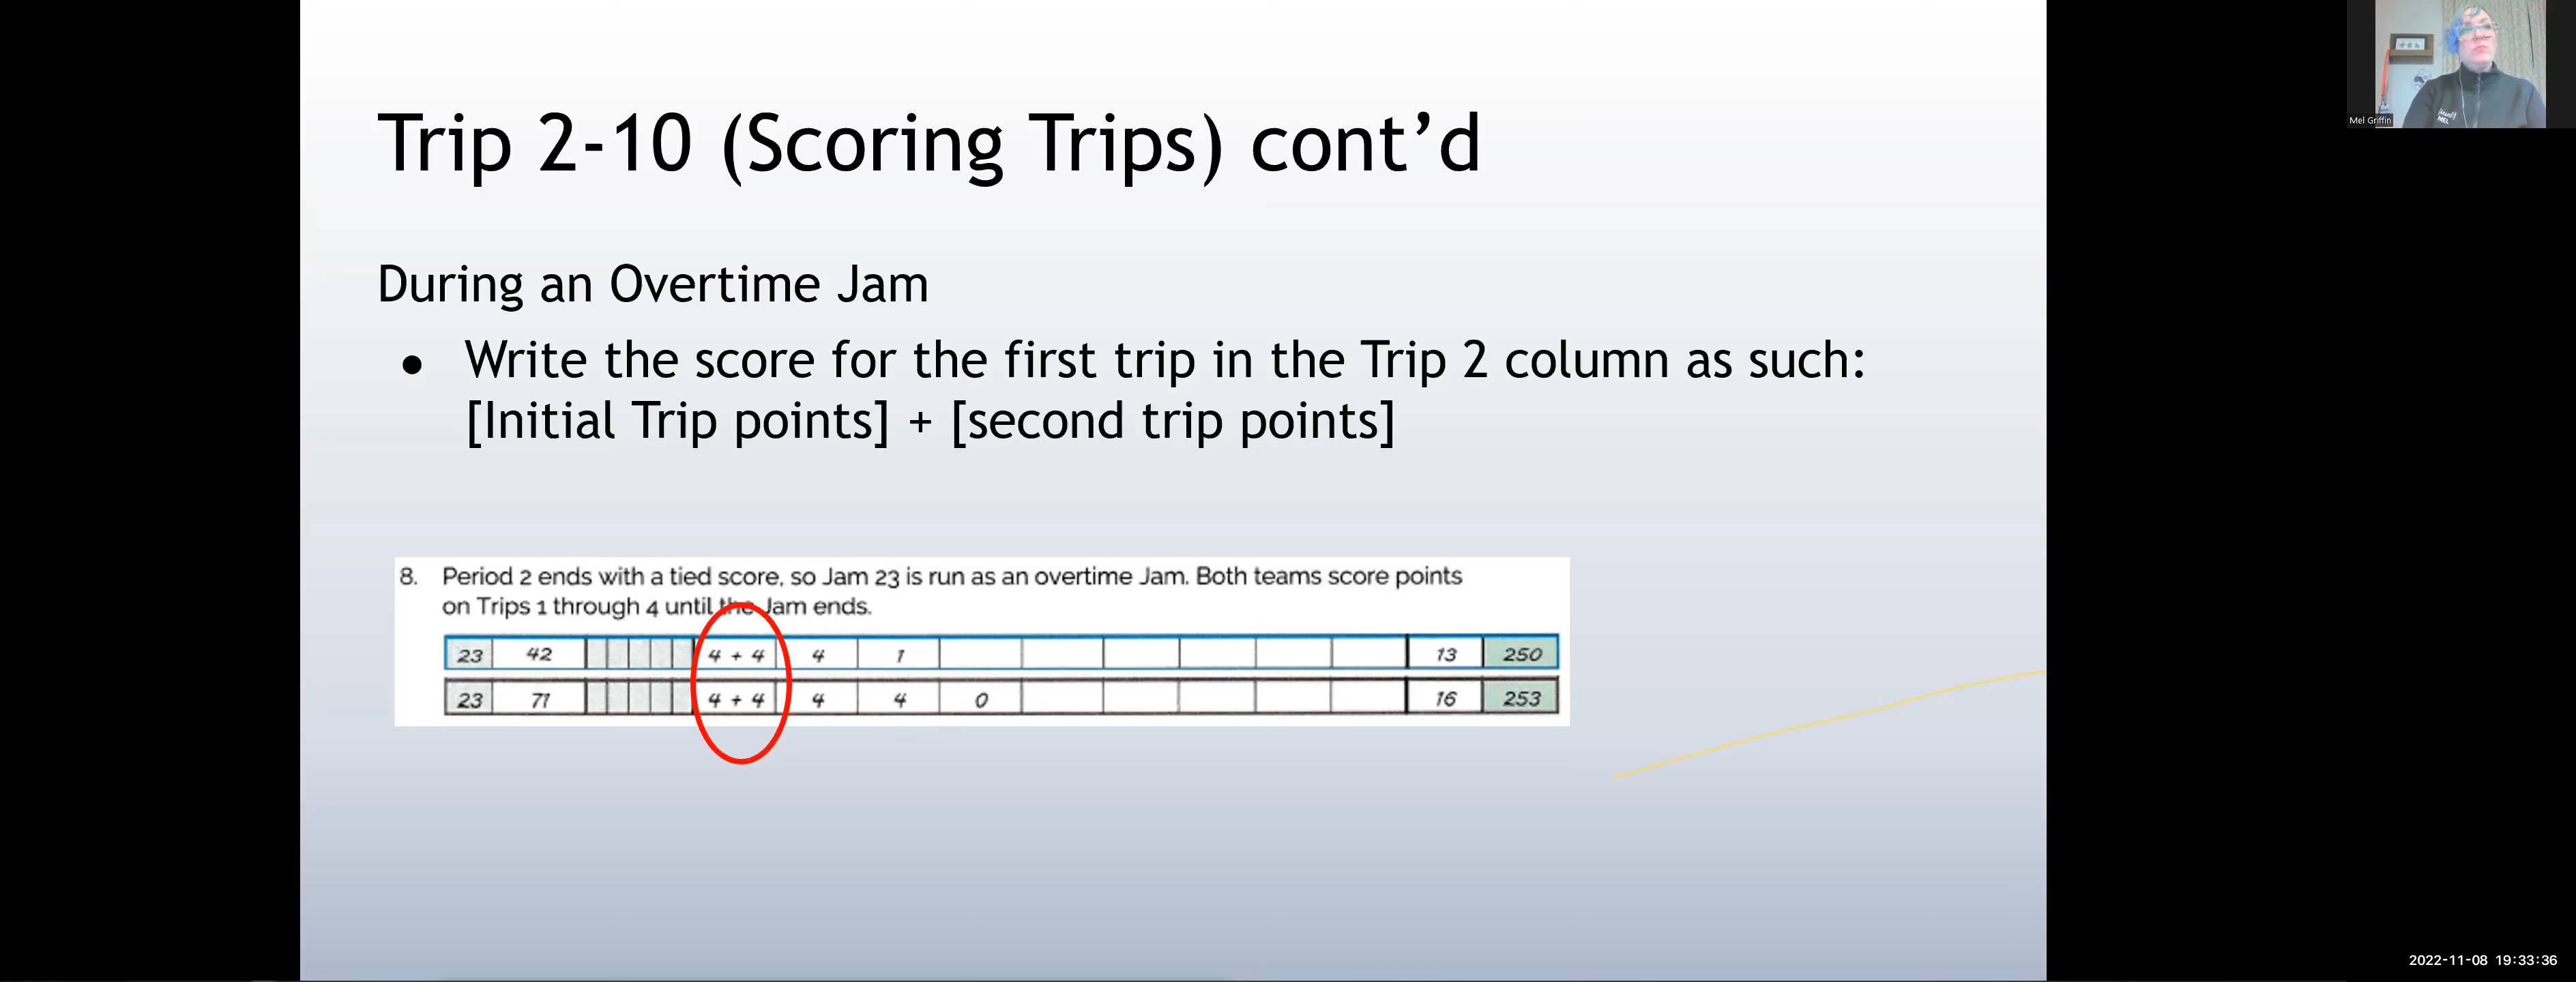 Trip 2-10 (Scoring Trips) cont’d
Mel Griffin
During an Overtime Jam
● Write the score for the first trip in the Trip 2 column as such:
[Initial Trip points] + [second trip points]
8. Period 2 ends with a tied score, so Jam 23 is run as an overtime Jam. Both teams score points
on Trips 1 through 4 until the Jam ends.
23 42 4 + 4 4 1 13 250
23 71 4 + 4 4 4 0 16 253
2022-11-08 19:33:36